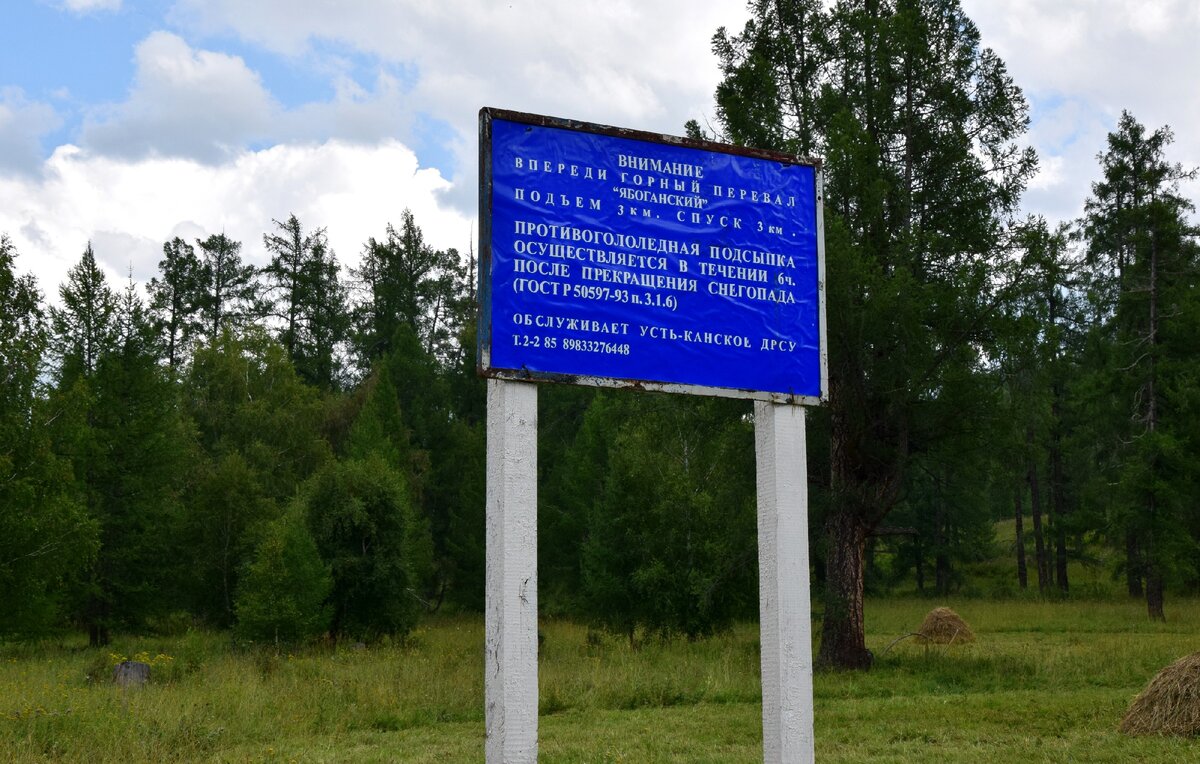 ВНИМАНИЕ
ВПЕРЕДИ ГОРНЫЙ ПЕРЕВАЛ
"ЯБОГАНСКИЙ"
ПОДЪЕМ 3км. СПУСК 3км.
ПРОТИВОГОЛОЛЕДНАЯ ПОДСЫПКА
ОСУЩЕСТВЛЯЕТСЯ В ТЕЧЕНИИ 6ч.
ПОСЛЕ ПРЕКРАЩЕНИЯ СНЕГОПАДА
(ГОСТ Р 50597-93 п. 3.1.6)
ОБСЛУЖИВАЕТ УСТЬ-КАНСКОЕ ДРСУ
Т.2-2 85 89833276448